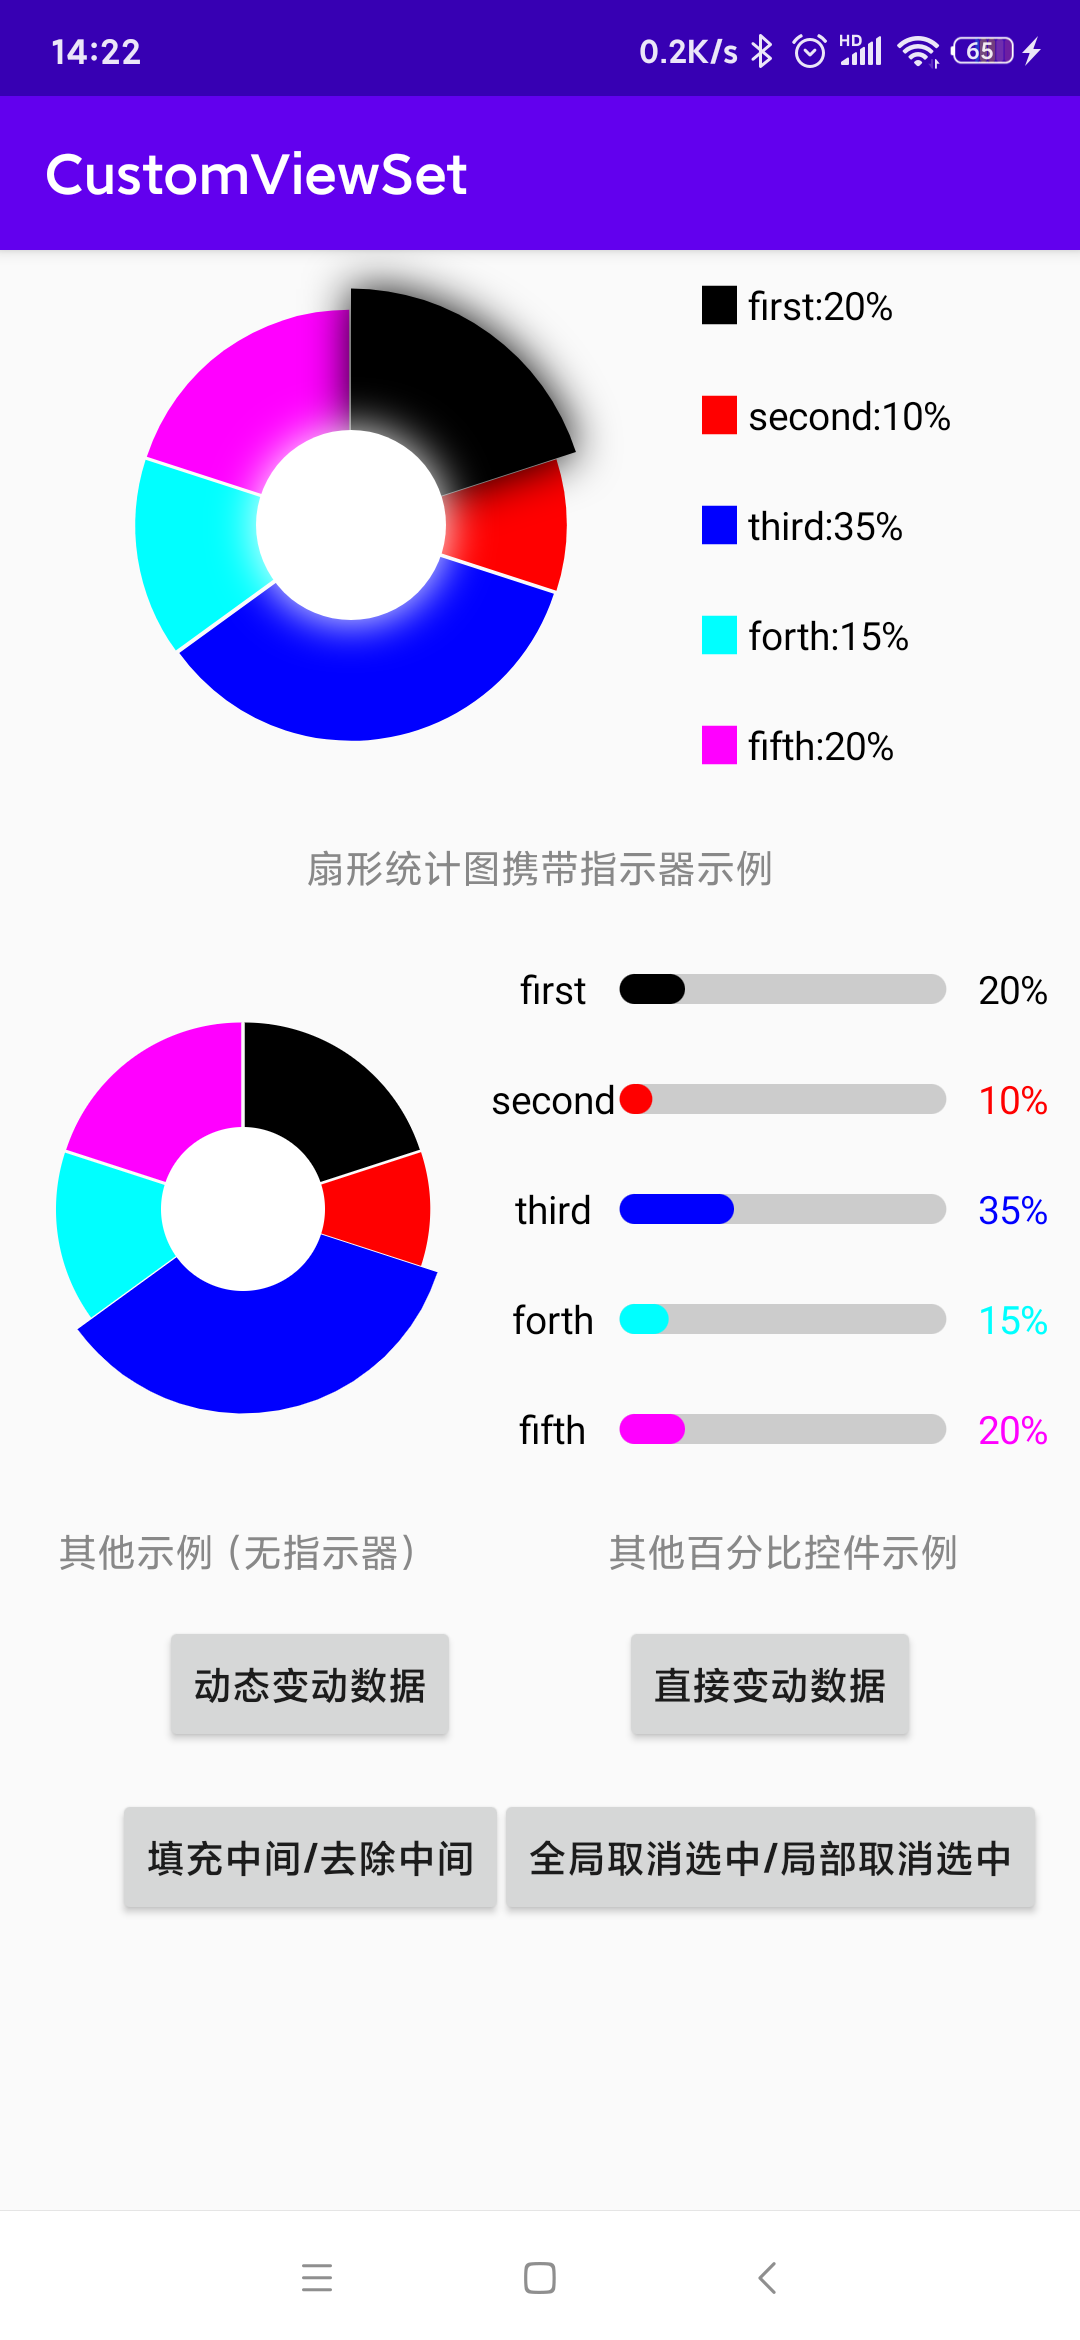 14:22 0.2K/s HD 65
CustomViewSet
first:20%
second:10%
third:35%
forth:15%
fifth:20%
扇形统计图携带指示器示例
first 20%
second 10%
third 35%
forth 15%
fifth 20%
其他示例（无指示器） 其他百分比控件示例
动态变动数据 直接变动数据
填充中间/去除中间 全局取消选中/局部取消选中